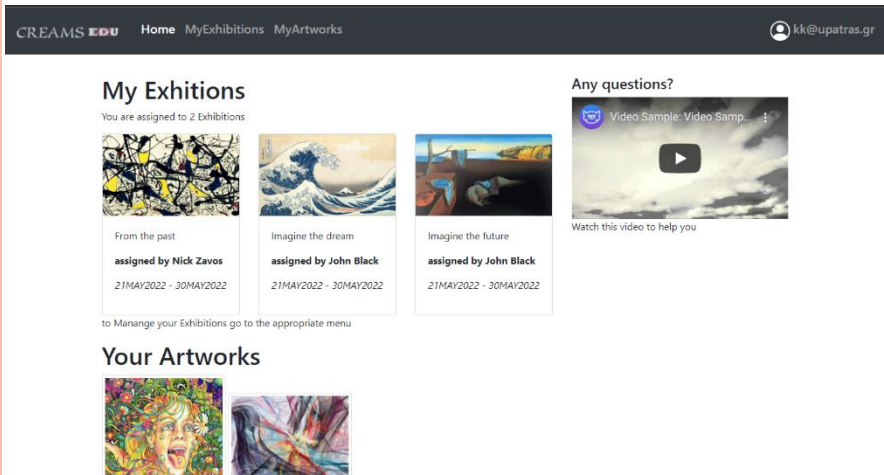 CREAMS EDU Home MyExhibitions MyArtworks kk@upatras.gr
My Exhitions
You are assigned to 2 Exhibitions
From the past
assigned by Nick Zavos
21MAY2022 - 30MAY2022
Imagine the dream
assigned by John Black
21MAY2022 - 30MAY2022
Imagine the future
assigned by John Black
21MAY2022 - 30MAY2022
to Manange your Exhibitions go to the appropriate menu
Your Artworks
Any questions?
Video Sample: Video Samp...
Watch this video to help you